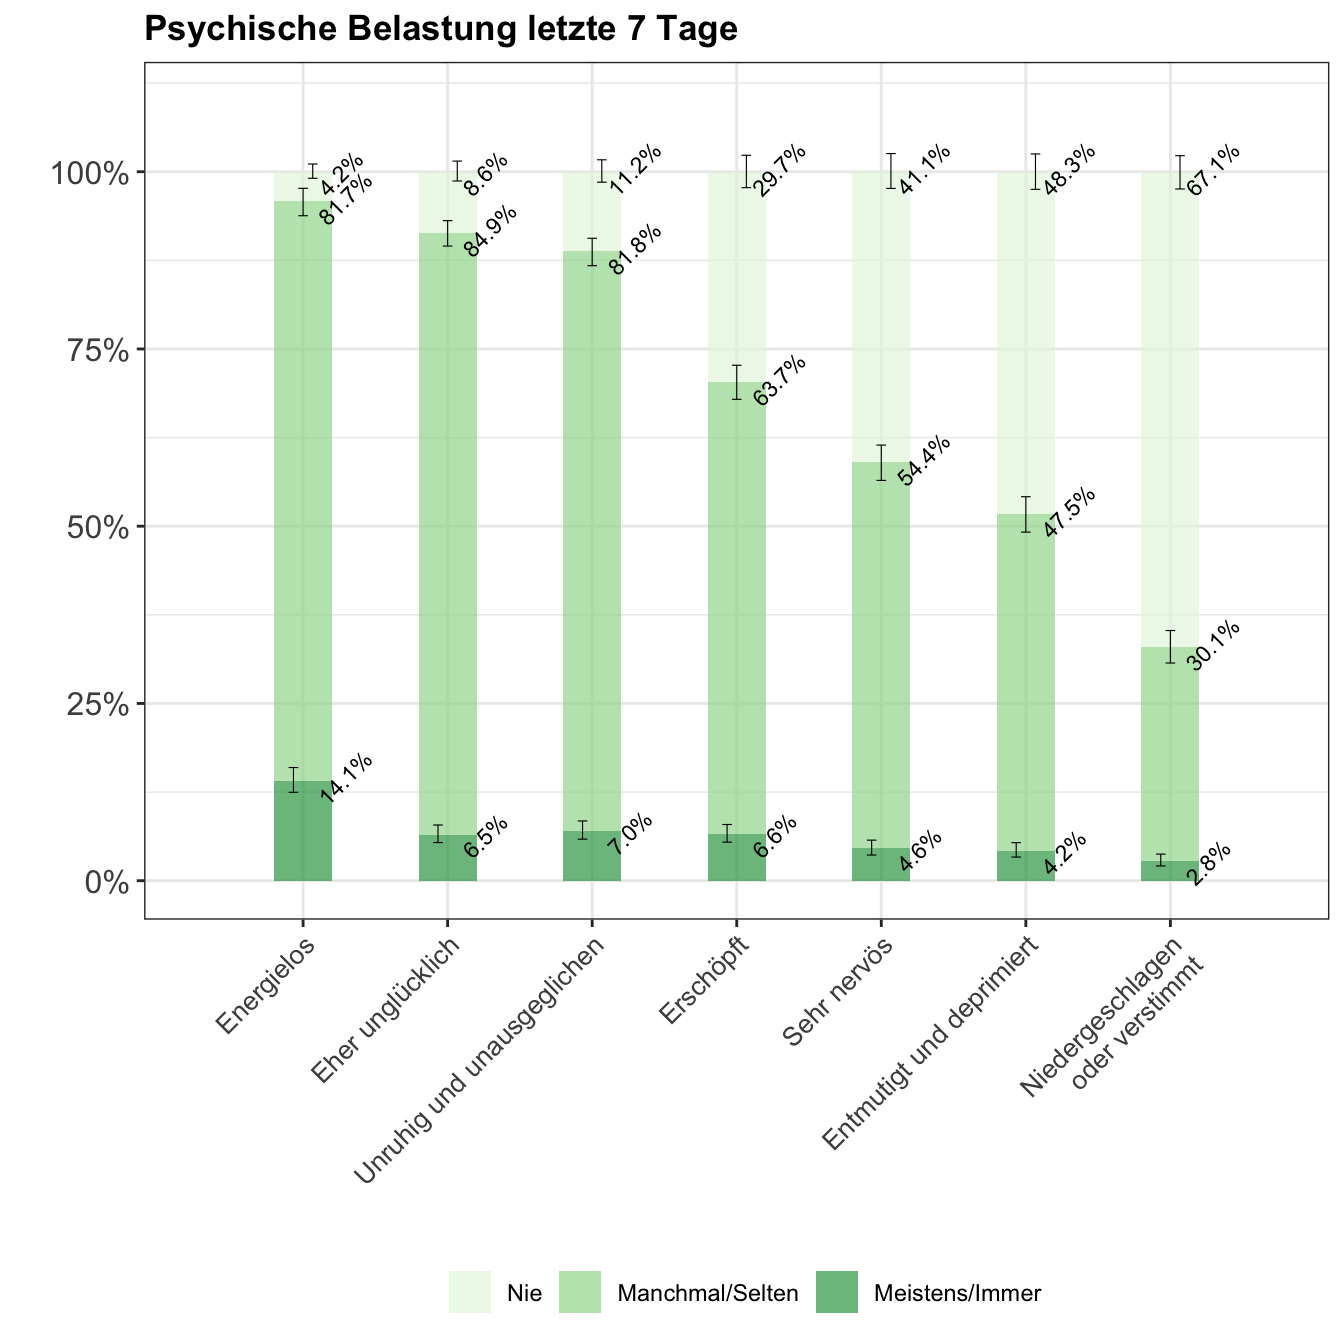 Psychische Belastung letzte 7 Tage
100%
75%
50%
25%
0%
4.2%
8.6%
11.2%
29.7%
41.1%
48.3%
67.1%
81.7%
84.9%
81.8%
63.7%
54.4%
47.5%
30.1%
14.1%
6.5%
7.0%
6.6%
4.6%
4.2%
2.8%
Energielos
Eher unglücklich
Unruhig und unausgeglichen
Erschöpft
Sehr nervös
Entmutigt und deprimiert
Niedergeschlagen
oder verstimmt
Nie
Manchmal/Selten
Meistens/Immer